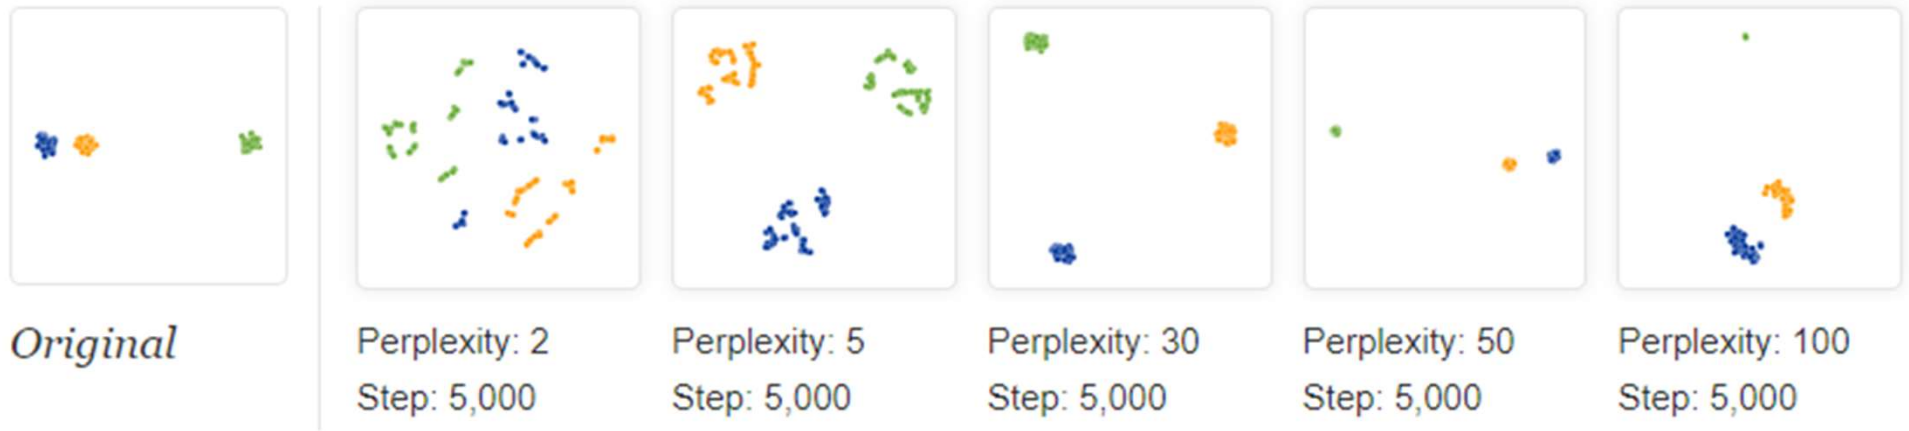 Original
Perplexity: 2
Step: 5,000
Perplexity: 5
Step: 5,000
Perplexity: 30
Step: 5,000
Perplexity: 50
Step: 5,000
Perplexity: 100
Step: 5,000